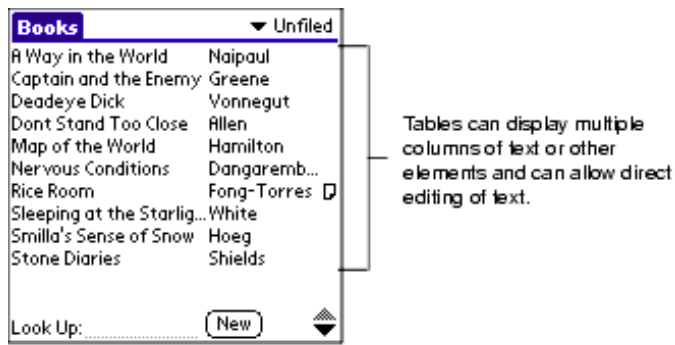 Books ▼ Unfiled
A Way in the World Naipaul
Captain and the Enemy Greene
Deadeye Dick Vonnegut
Dont Stand Too Close Allen
Map of the World Hamilton
Nervous Conditions Dangaremb...
Rice Room Fong-Torres
Sleeping at the Starlig... White
Smilla's Sense of Snow Hoeg
Stone Diaries Shields
Look Up: New
Tables can display multiple
columns of text or other
elements and can allow direct
editing of text.